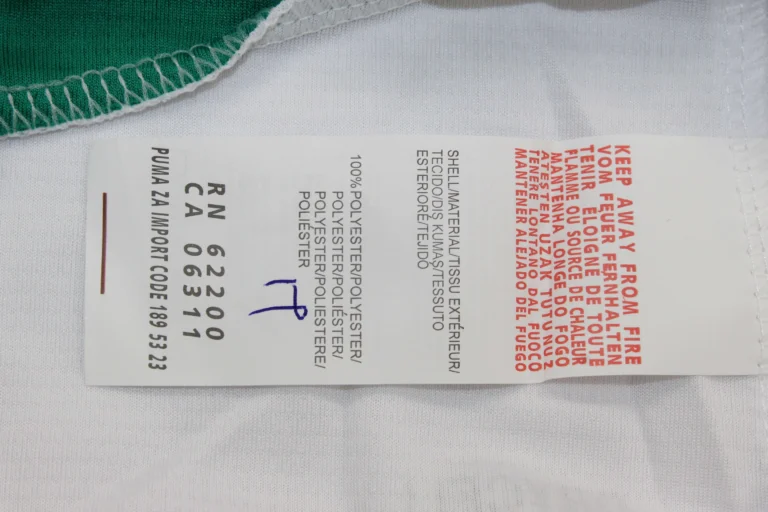 KEEP AWAY FROM FIRE
VOM FEUER FERNHALTEN
TENIR ELOIGNE DE TOUTE
FLAMME OU SOURCE DE CHALEUR
MANTENHA LONGE DO FOGO
ATESTEN UZAK TUTUNUZ
TENERE LONTANO DAL FUOCO
MANTENER ALEJADO DEL FUEGO
SHELL/MATERIAL/TISSU EXTÉRIEUR/
TECIDO/DIŞ KUMAŞ/TESSUTO
ESTERIORE/TEJIDO
100%POLYESTER/POLYESTER/
POLYESTER/POLIÉSTER/
POLYESTER/POLIESTERE/
POLIÉSTER
RN 62200
CA 06311
PUMA ZA IMPORT CODE 189 53 23